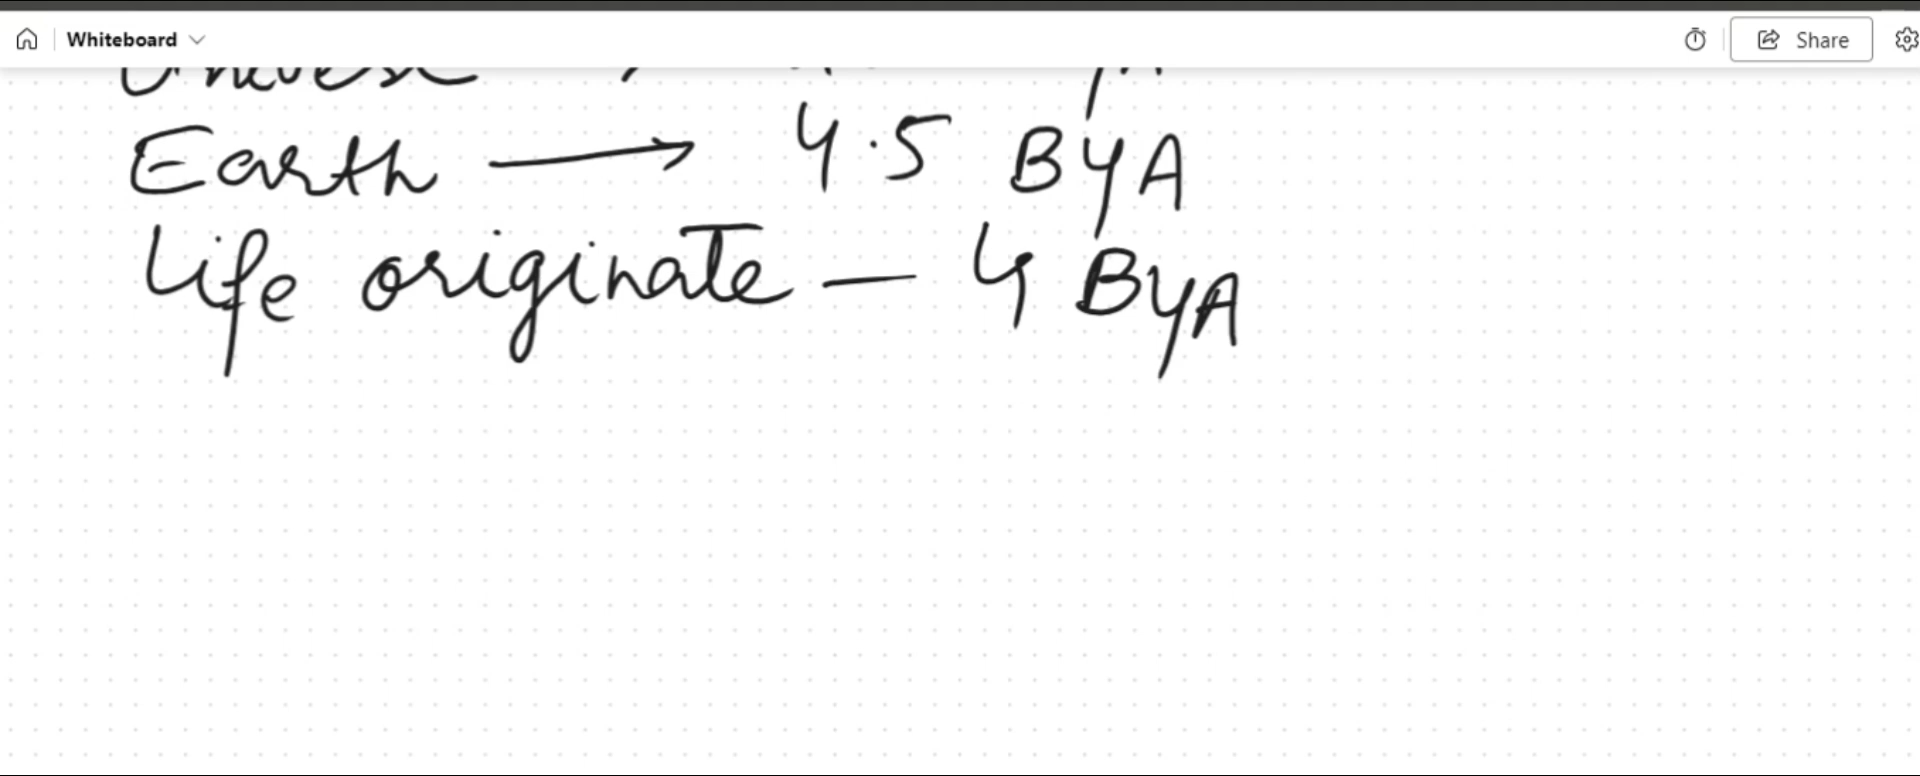 Whiteboard
Share
Earth → 4.5 BYA
Life originate — 4 BYA